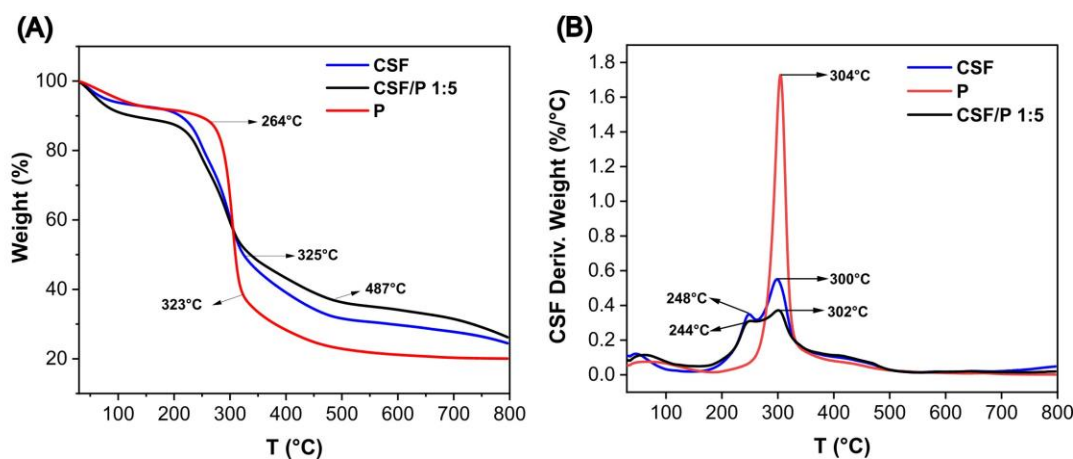 (A)
CSF
CSF/P 1:5
P
264°C
325°C
487°C
323°C
100
80
60
40
20
Weight (%)
100 200 300 400 500 600 700 800
T (°C)
(B)
CSF
P
CSF/P 1:5
304°C
300°C
248°C
302°C
244°C
1.8
1.6
1.4
1.2
1.0
0.8
0.6
0.4
0.2
0.0
CSF Deriv. Weight (%/°C)
100 200 300 400 500 600 700 800
T (°C)